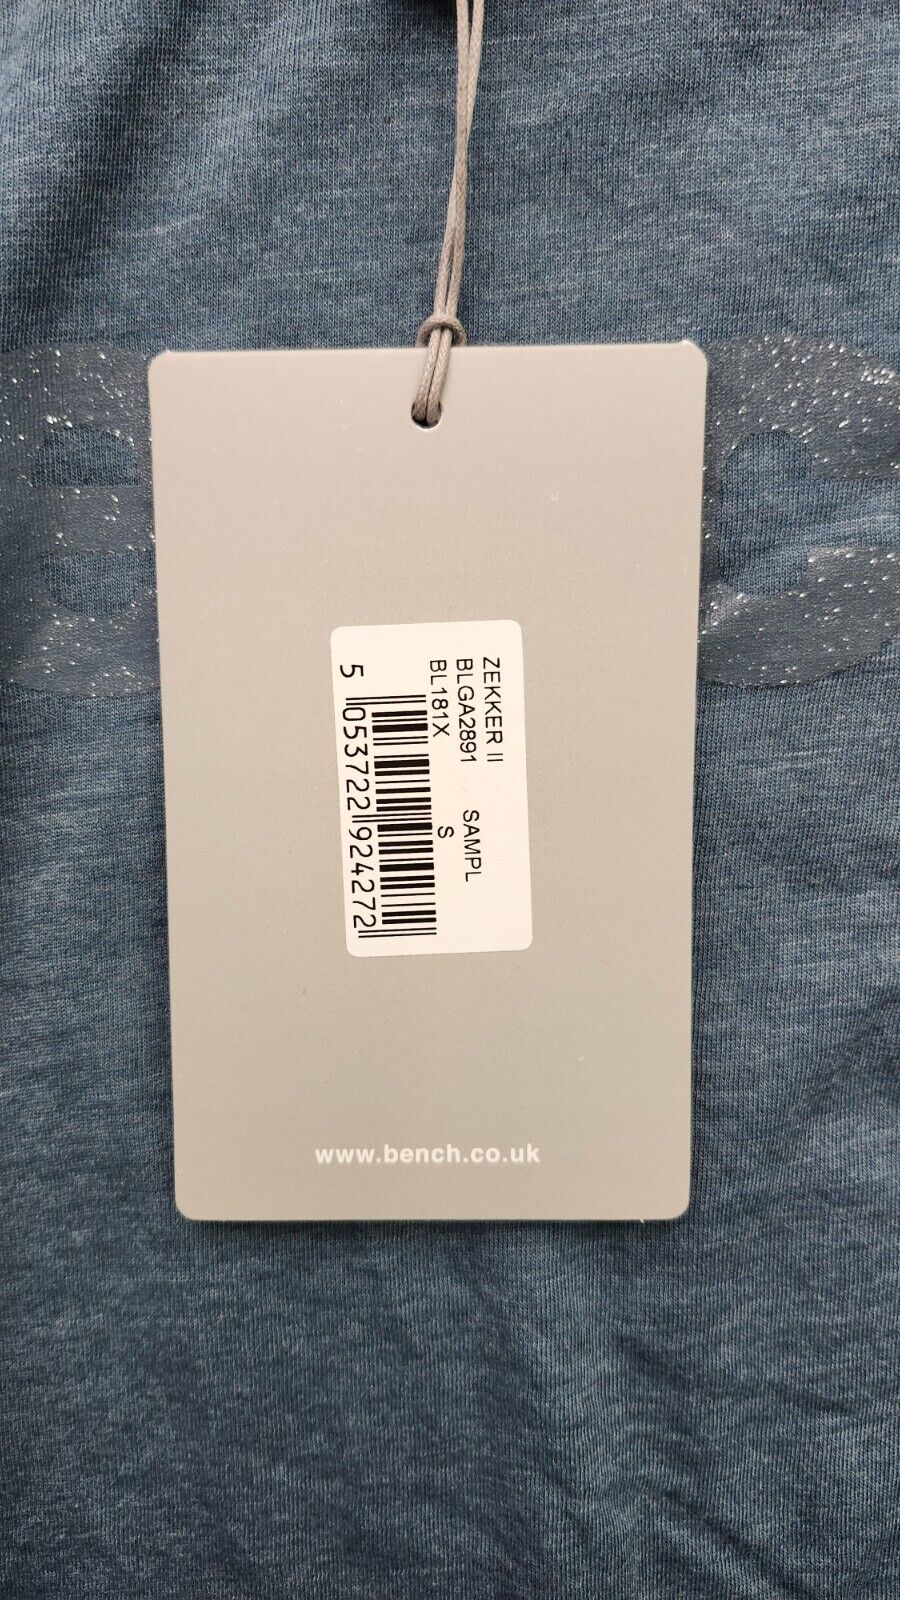 ZEKKER II
BLGA2891 SAMPL
BL181X S
5 053722 924272
www.bench.co.uk